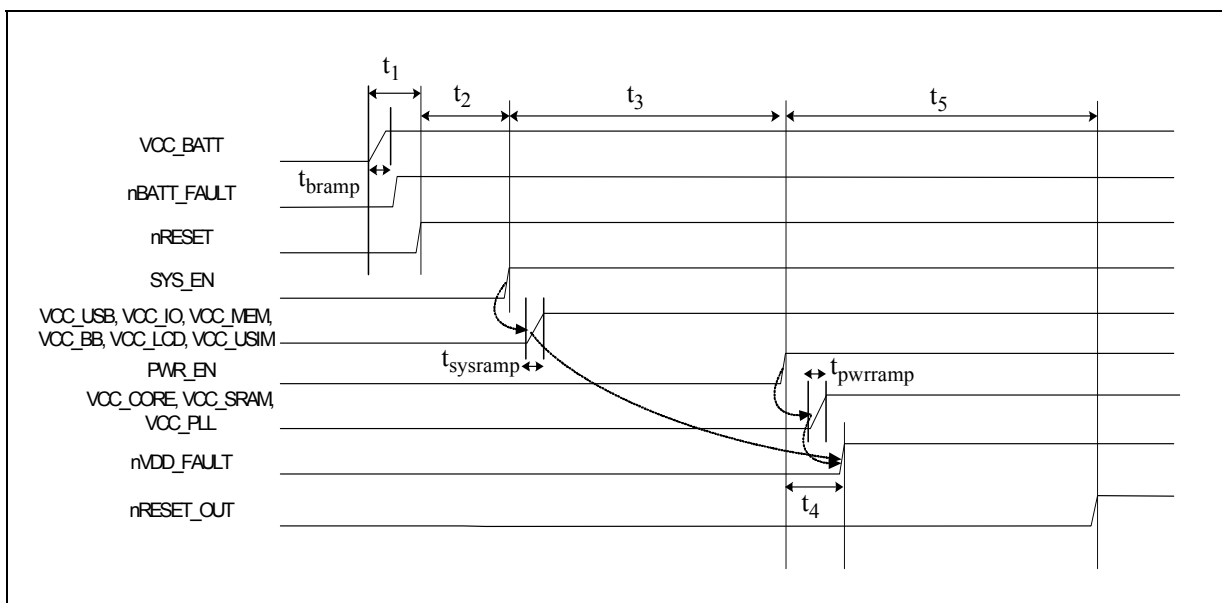 t1
t2
t3
t5
VCC_BATT
tbramp
nBATT_FAULT
nRESET
SYS_EN
VCC_USB, VCC_IO, VCC_MEM,
VCC_BB, VCC_LCD, VCC_USIM
tsysramp
PWR_EN
tpwrramp
VCC_CORE, VCC_SRAM,
VCC_PLL
nVDD_FAULT
t4
nRESET_OUT